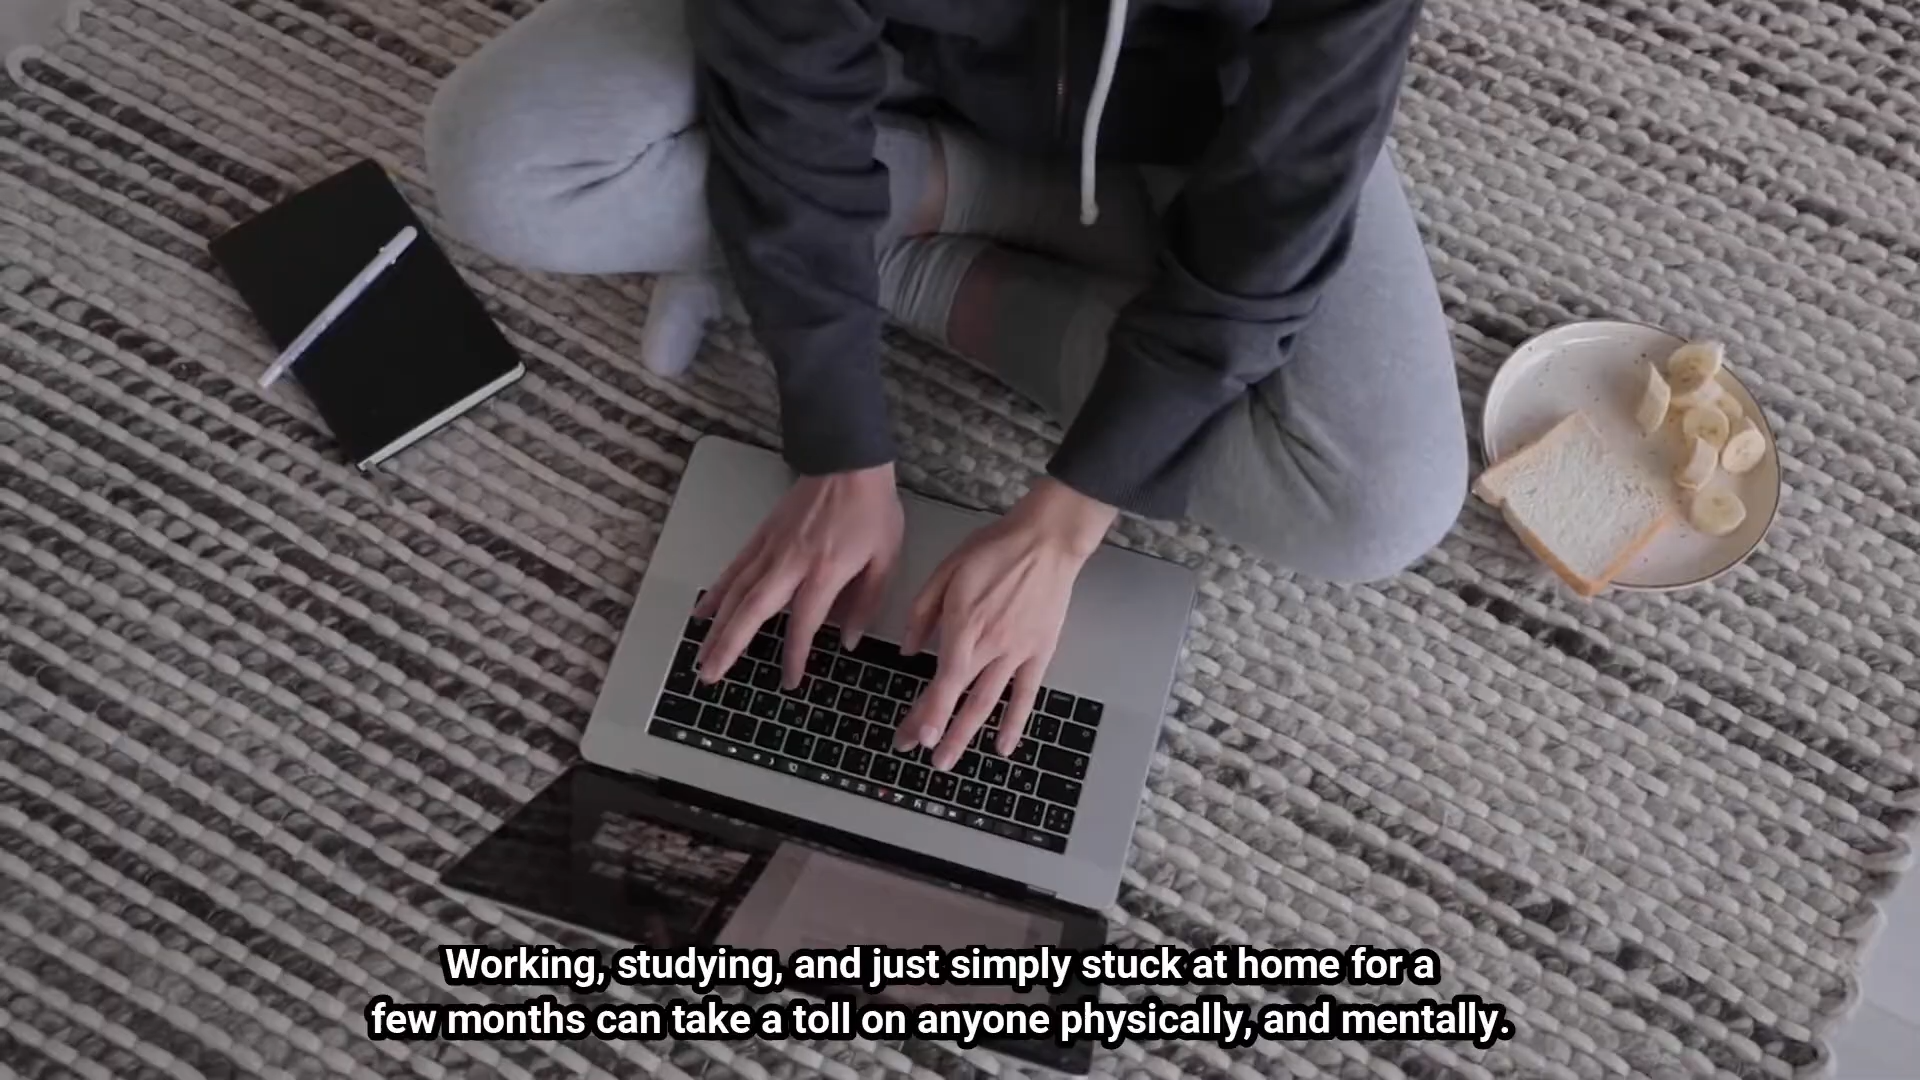 Working, studying, and just simply stuck at home for a
few months can take a toll on anyone physically, and mentally.